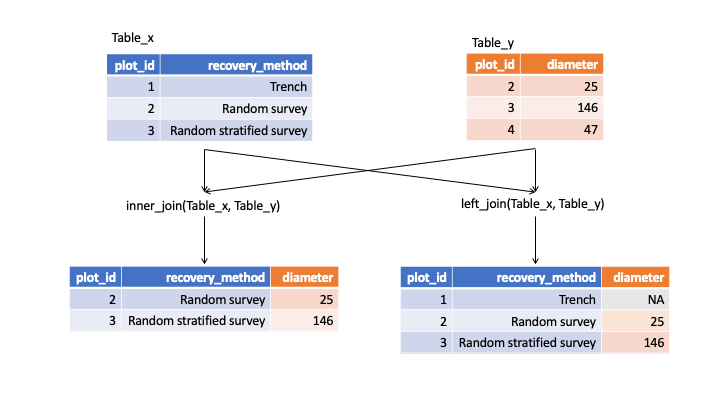 Table_x
plot_id recovery_method
1 Trench
2 Random survey
3 Random stratified survey
Table_y
plot_id diameter
2 25
3 146
4 47
inner_join(Table_x, Table_y)
left_join(Table_x, Table_y)
plot_id recovery_method diameter
2 Random survey 25
3 Random stratified survey 146
plot_id recovery_method diameter
1 Trench NA
2 Random survey 25
3 Random stratified survey 146